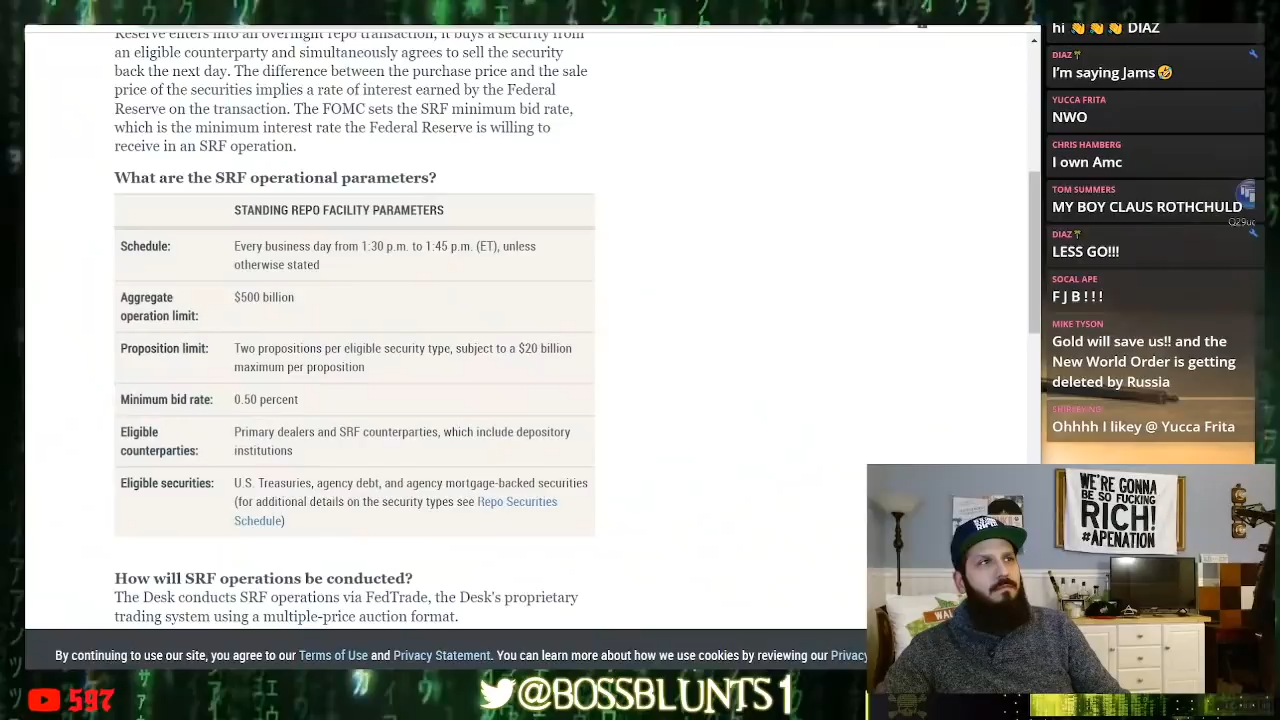 Reserve enters into an overnight repo transaction, it buys a security from
an eligible counterparty and simultaneously agrees to sell the security
back the next day. The difference between the purchase price and the sale
price of the securities implies a rate of interest earned by the Federal
Reserve on the transaction. The FOMC sets the SRF minimum bid rate,
which is the minimum interest rate the Federal Reserve is willing to
receive in an SRF operation.
What are the SRF operational parameters?
STANDING REPO FACILITY PARAMETERS
Schedule: Every business day from 1:30 p.m. to 1:45 p.m. (ET), unless
otherwise stated
Aggregate $500 billion
operation limit:
Proposition limit: Two propositions per eligible security type, subject to a $20 billion
maximum per proposition
Minimum bid rate: 0.50 percent
Eligible Primary dealers and SRF counterparties, which include depository
counterparties: institutions
Eligible securities: U.S. Treasuries, agency debt, and agency mortgage-backed securities
(for additional details on the security types see Repo Securities
Schedule)
How will SRF operations be conducted?
The Desk conducts SRF operations via FedTrade, the Desk's proprietary
trading system using a multiple-price auction format.
By continuing to use our site, you agree to our Terms of Use and Privacy Statement. You can learn more about how we use cookies by reviewing our Privacy
hi 👏 👏 👏 DIAZ
DIAZ🌴
I'm saying Jams🤣
YUCCA FRITA
NWO
CHRIS HAMBERG
I own Amc
TOM SUMMERS
MY BOY CLAUS ROTHCHULD
DIAZ🌴
LESS GO!!!
SOCAL APE
F J B ! ! !
MIKE TYSON
Gold will save us!! and the
New World Order is getting
deleted by Russia
Ohhhh I likey @ Yucca Frita
WE'RE GONNA
BE SO FUCKING
RICH!
#APENATION
597
@BOSSBLUNTS1